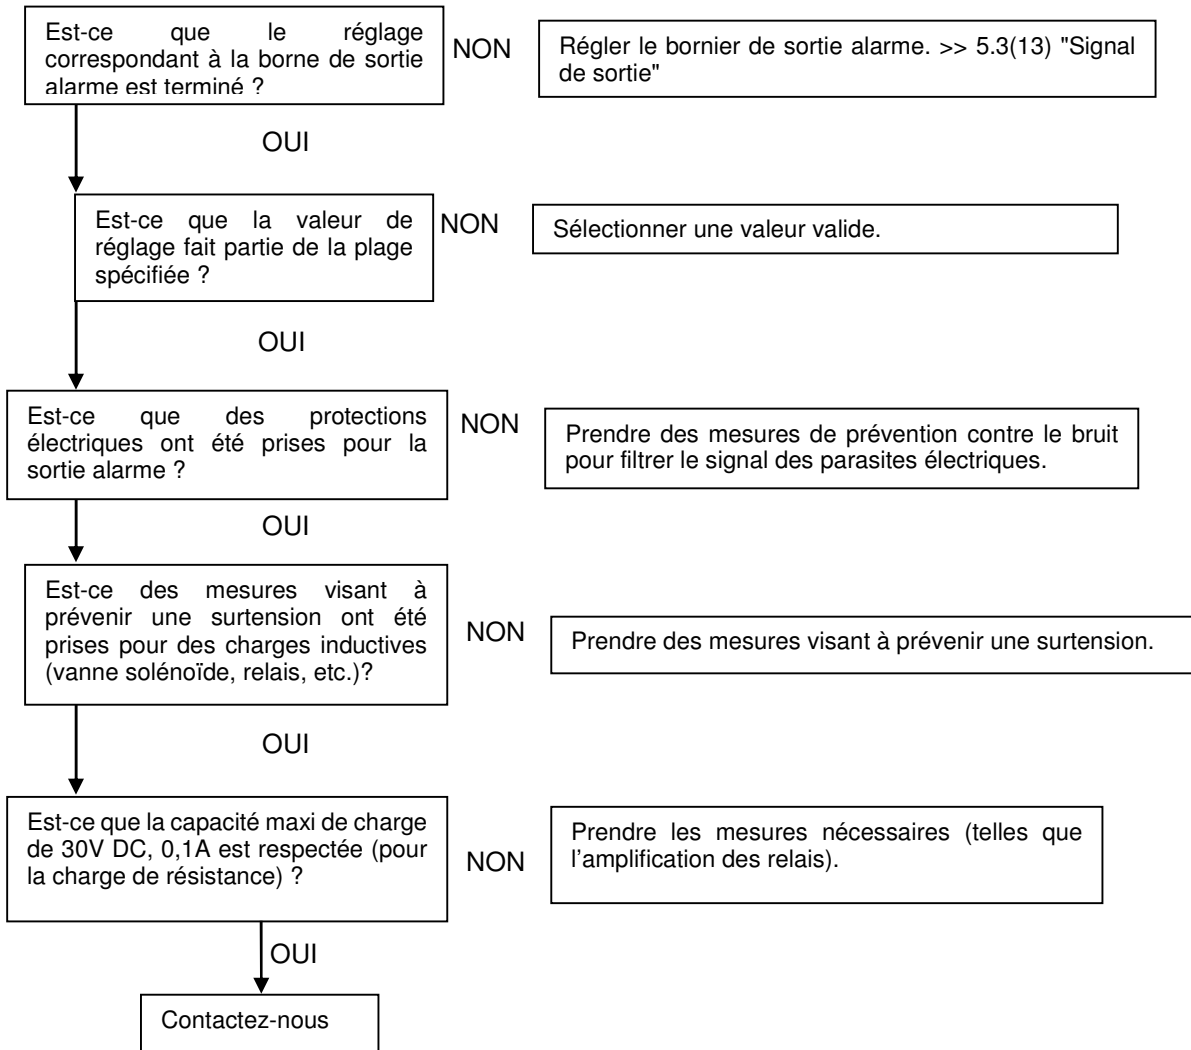 Est-ce que le réglage
correspondant à la borne de sortie
alarme est terminé ?
NON
Régler le bornier de sortie alarme. >> 5.3(13) "Signal
de sortie"
OUI
Est-ce que la valeur de
réglage fait partie de la plage
spécifiée ?
NON
Sélectionner une valeur valide.
OUI
Est-ce que des protections
électriques ont été prises pour la
sortie alarme ?
NON
Prendre des mesures de prévention contre le bruit
pour filtrer le signal des parasites électriques.
OUI
Est-ce des mesures visant à
prévenir une surtension ont été
prises pour des charges inductives
(vanne solénoïde, relais, etc.)?
NON
Prendre des mesures visant à prévenir une surtension.
OUI
Est-ce que la capacité maxi de charge
de 30V DC, 0,1A est respectée (pour
la charge de résistance) ?
NON
Prendre les mesures nécessaires (telles que
l'amplification des relais).
OUI
Contactez-nous